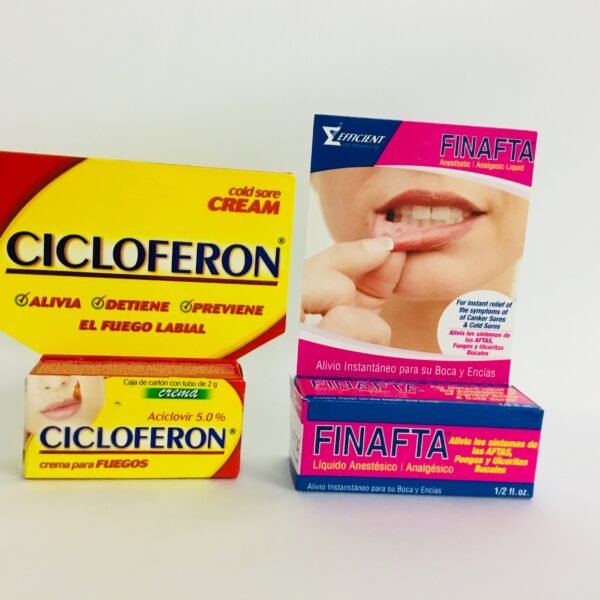 cold sore
CREAM
CICLOFERON®
ALIVIA DETIENE PREVIENE
EL FUEGO LABIAL
Caja de cartón con tubo de 2 g
crema
Aciclovir 5.0 %
CICLOFERON®
crema para FUEGOS
EFFICIENT
FINAFTA
Anesthetic | Analgesic Liquid
For instant relief of
the symptoms of
of Canker Sores
& Cold Sores
Alivia los síntomas de
las AFTAS,
Fuegos y Ulceritas
Bucales
Alivio Instantáneo para su Boca y Encías
FINAFTA
FINAFTA
Líquido Anestésico | Analgésico
Alivia los síntomas de
las AFTAS,
Fuegos y Ulceritas
Bucales
Alivio Instantáneo para su Boca y Encías
1/2 fl. oz.